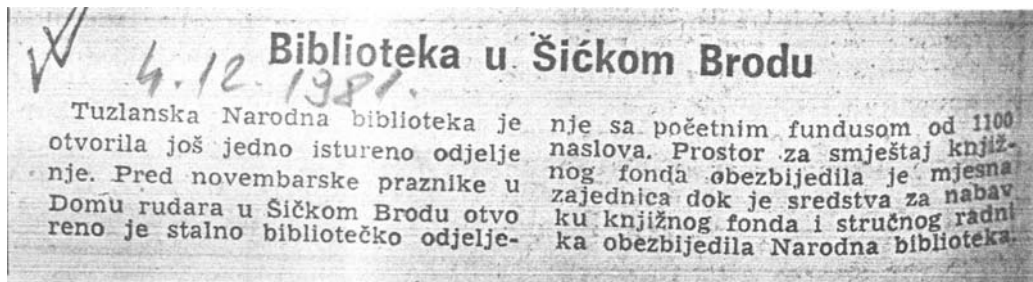 Biblioteka u Šićkom Brodu
4.12.1981.
Tuzlanska Narodna biblioteka je
otvorila još jedno istureno odjelje
nje. Pred novembarske praznike u
Domu rudara u Šičkom Brodu otvo
reno je stalno bibliotečko odjelje-
nje sa početnim fundusom od 1100
naslova. Prostor za smještaj knjiž-
nog fonda obezbijedila je mjesna
zajednica dok je sredstva za nabav
ku knjižnog fonda i stručnog radni
ka obezbijedila Narodna biblioteka.